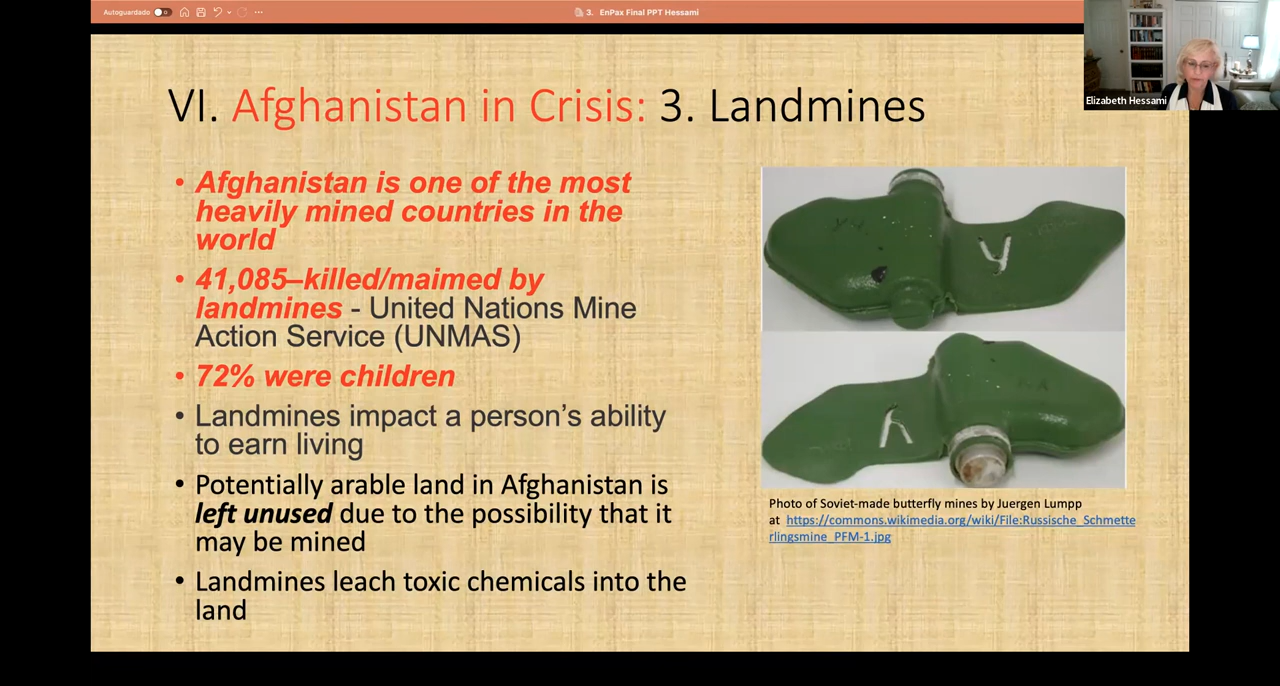 Autoguardado
3. EnPax Final PPT Hessami
Elizabeth Hessami
VI. Afghanistan in Crisis: 3. Landmines
• Afghanistan is one of the most
heavily mined countries in the
world
• 41,085–killed/maimed by
landmines - United Nations Mine
Action Service (UNMAS)
• 72% were children
• Landmines impact a person’s ability
to earn living
• Potentially arable land in Afghanistan is
left unused due to the possibility that it
may be mined
• Landmines leach toxic chemicals into the
land
Photo of Soviet-made butterfly mines by Juergen Lumpp
at https://commons.wikimedia.org/wiki/File:Russische_Schmette
rlingsmine_PFM-1.jpg